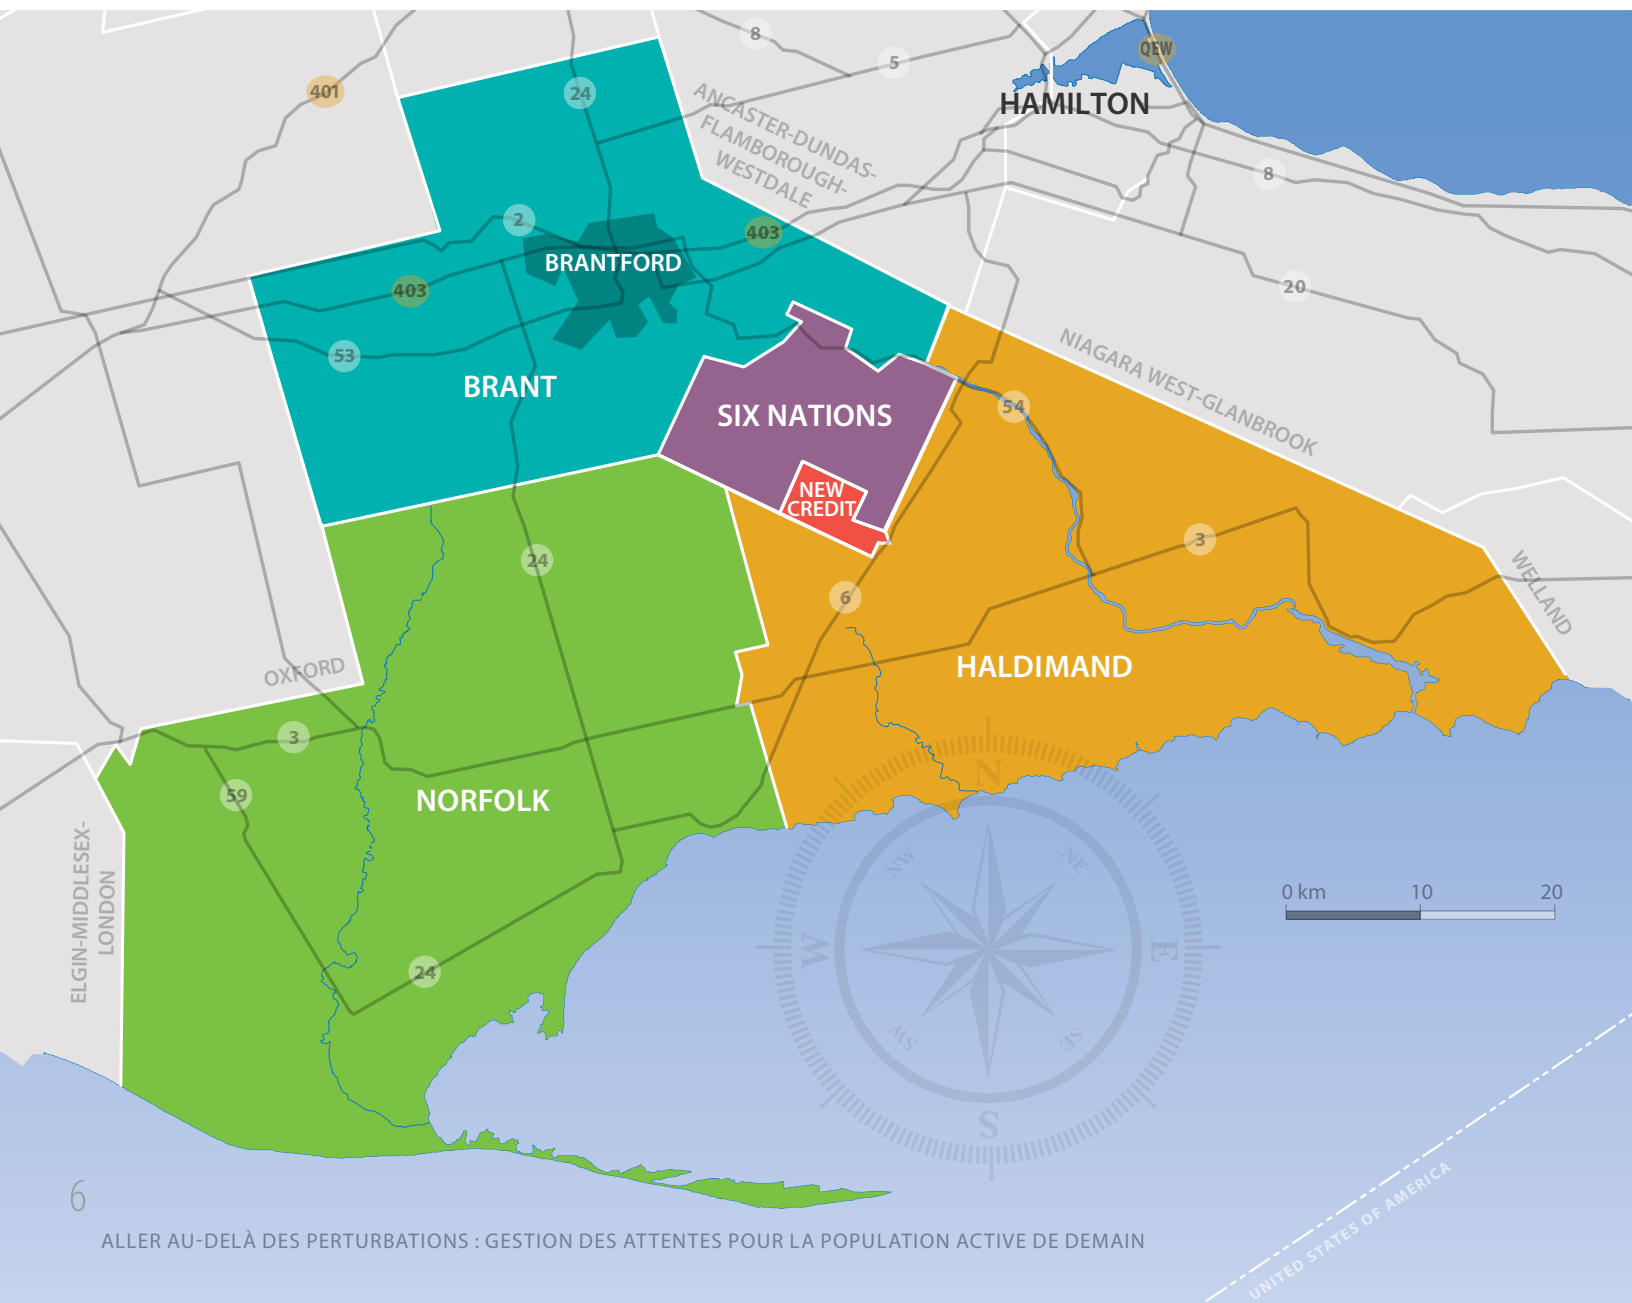 8
5
QEW
401
24
HAMILTON
ANCASTER-DUNDAS-
FLAMBOROUGH-
WESTDALE
8
2
403
BRANTFORD
403
20
53
BRANT
NIAGARA WEST-GLANBROOK
SIX NATIONS
54
NEW
CREDIT
3
24
6
WELLAND
OXFORD
HALDIMAND
3
59
NORFOLK
N
NW
NE
W
E
SW
SE
S
ELGIN-MIDDLESEX-
LONDON
0 km
10
20
24
6
ALLER AU-DELÀ DES PERTURBATIONS : GESTION DES ATTENTES POUR LA POPULATION ACTIVE DE DEMAIN
UNITED STATES OF AMERICA